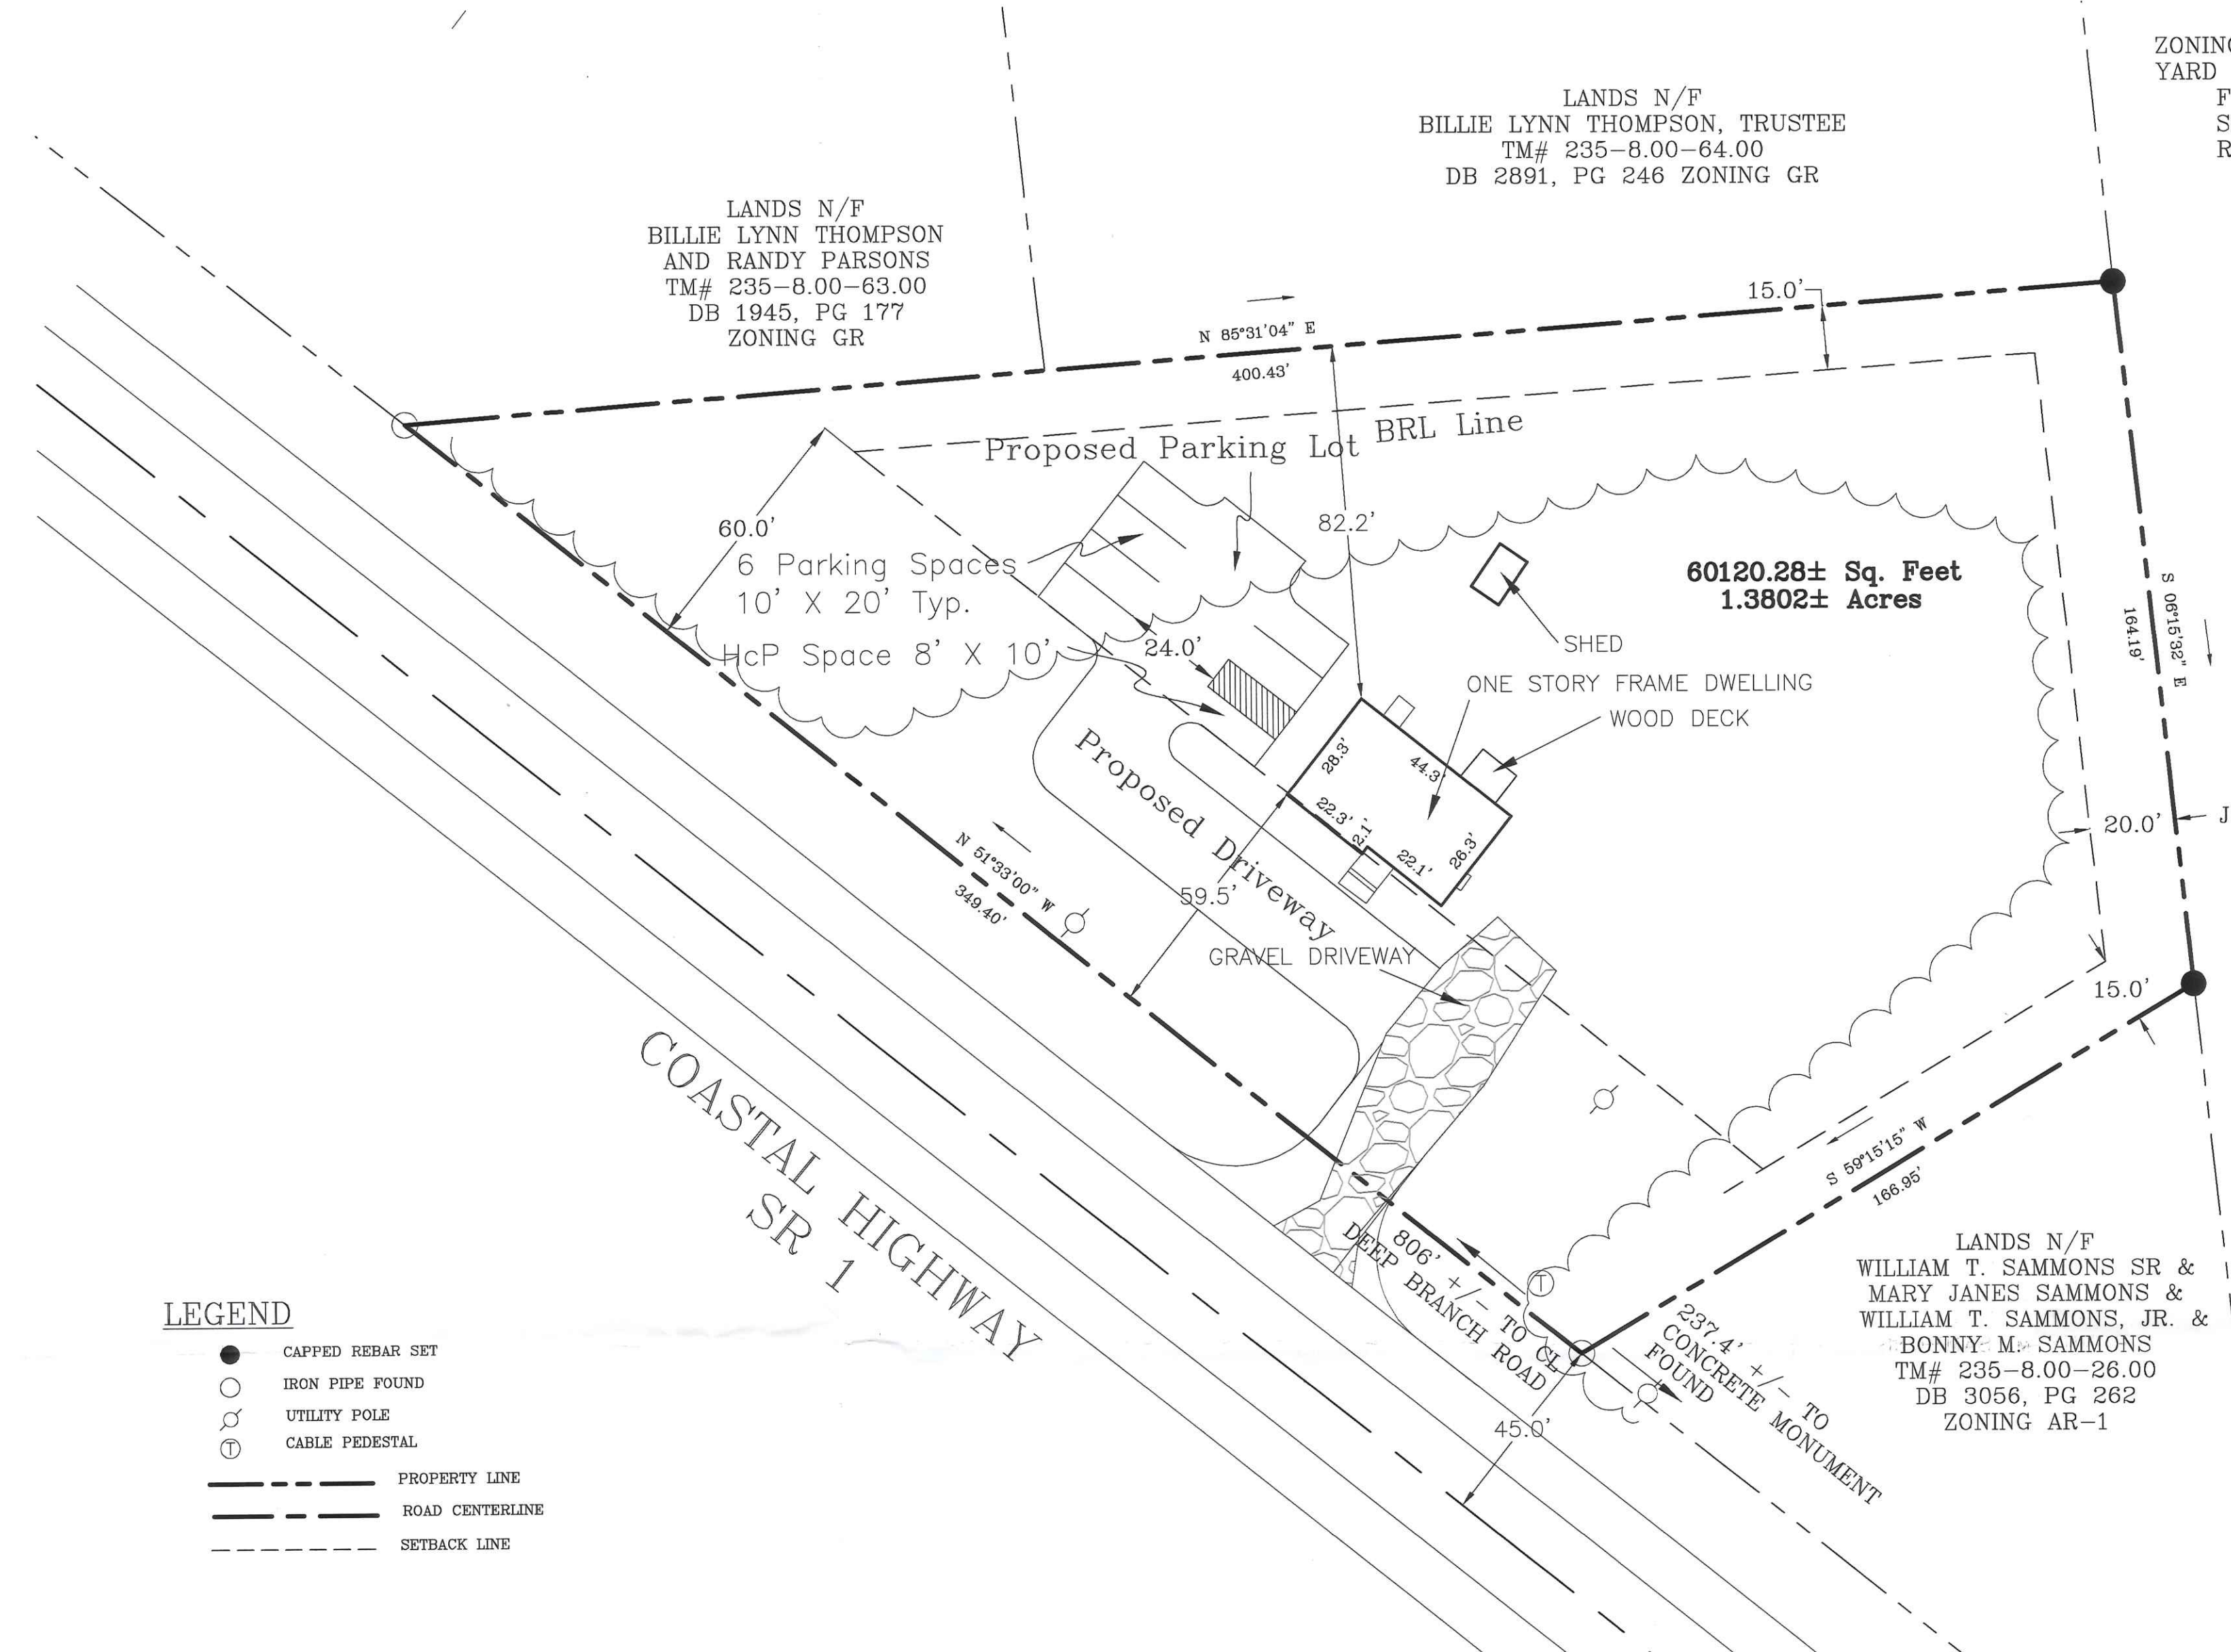 ZONING
YARD
F
S
R
LANDS N/F
BILLIE LYNN THOMPSON, TRUSTEE
TM# 235-8.00-64.00
DB 2891, PG 246 ZONING GR
LANDS N/F
BILLIE LYNN THOMPSON
AND RANDY PARSONS
TM# 235-8.00-63.00
DB 1945, PG 177
ZONING GR
15.0'
N 85°31'04" E
400.43'
BRL Line
Proposed Parking Lot
60.0'
82.2'
6 Parking Spaces
10' X 20' Typ.
HcP Space 8' X 10'
24.0'
60120.28± Sq. Feet
1.3802± Acres
S 06°15'32" E
164.19'
SHED
ONE STORY FRAME DWELLING
WOOD DECK
28.3'
44.3'
22.3'
2.1'
22.1'
26.3'
Proposed Driveway
20.0'
J
59.5'
N 51°33'00" W
349.40'
GRAVEL DRIVEWAY
15.0'
S 59°15'15" W
166.95'
COASTAL HIGHWAY
SR 1
806' +/- TO CL
DEEP BRANCH ROAD
T
237.4' +/- TO
CONCRETE MONUMENT
FOUND
45.0'
LANDS N/F
WILLIAM T. SAMMONS SR &
MARY JANES SAMMONS &
WILLIAM T. SAMMONS, JR. &
BONNY M. SAMMONS
TM# 235-8.00-26.00
DB 3056, PG 262
ZONING AR-1
LEGEND
CAPPED REBAR SET
IRON PIPE FOUND
UTILITY POLE
T CABLE PEDESTAL
PROPERTY LINE
ROAD CENTERLINE
SETBACK LINE